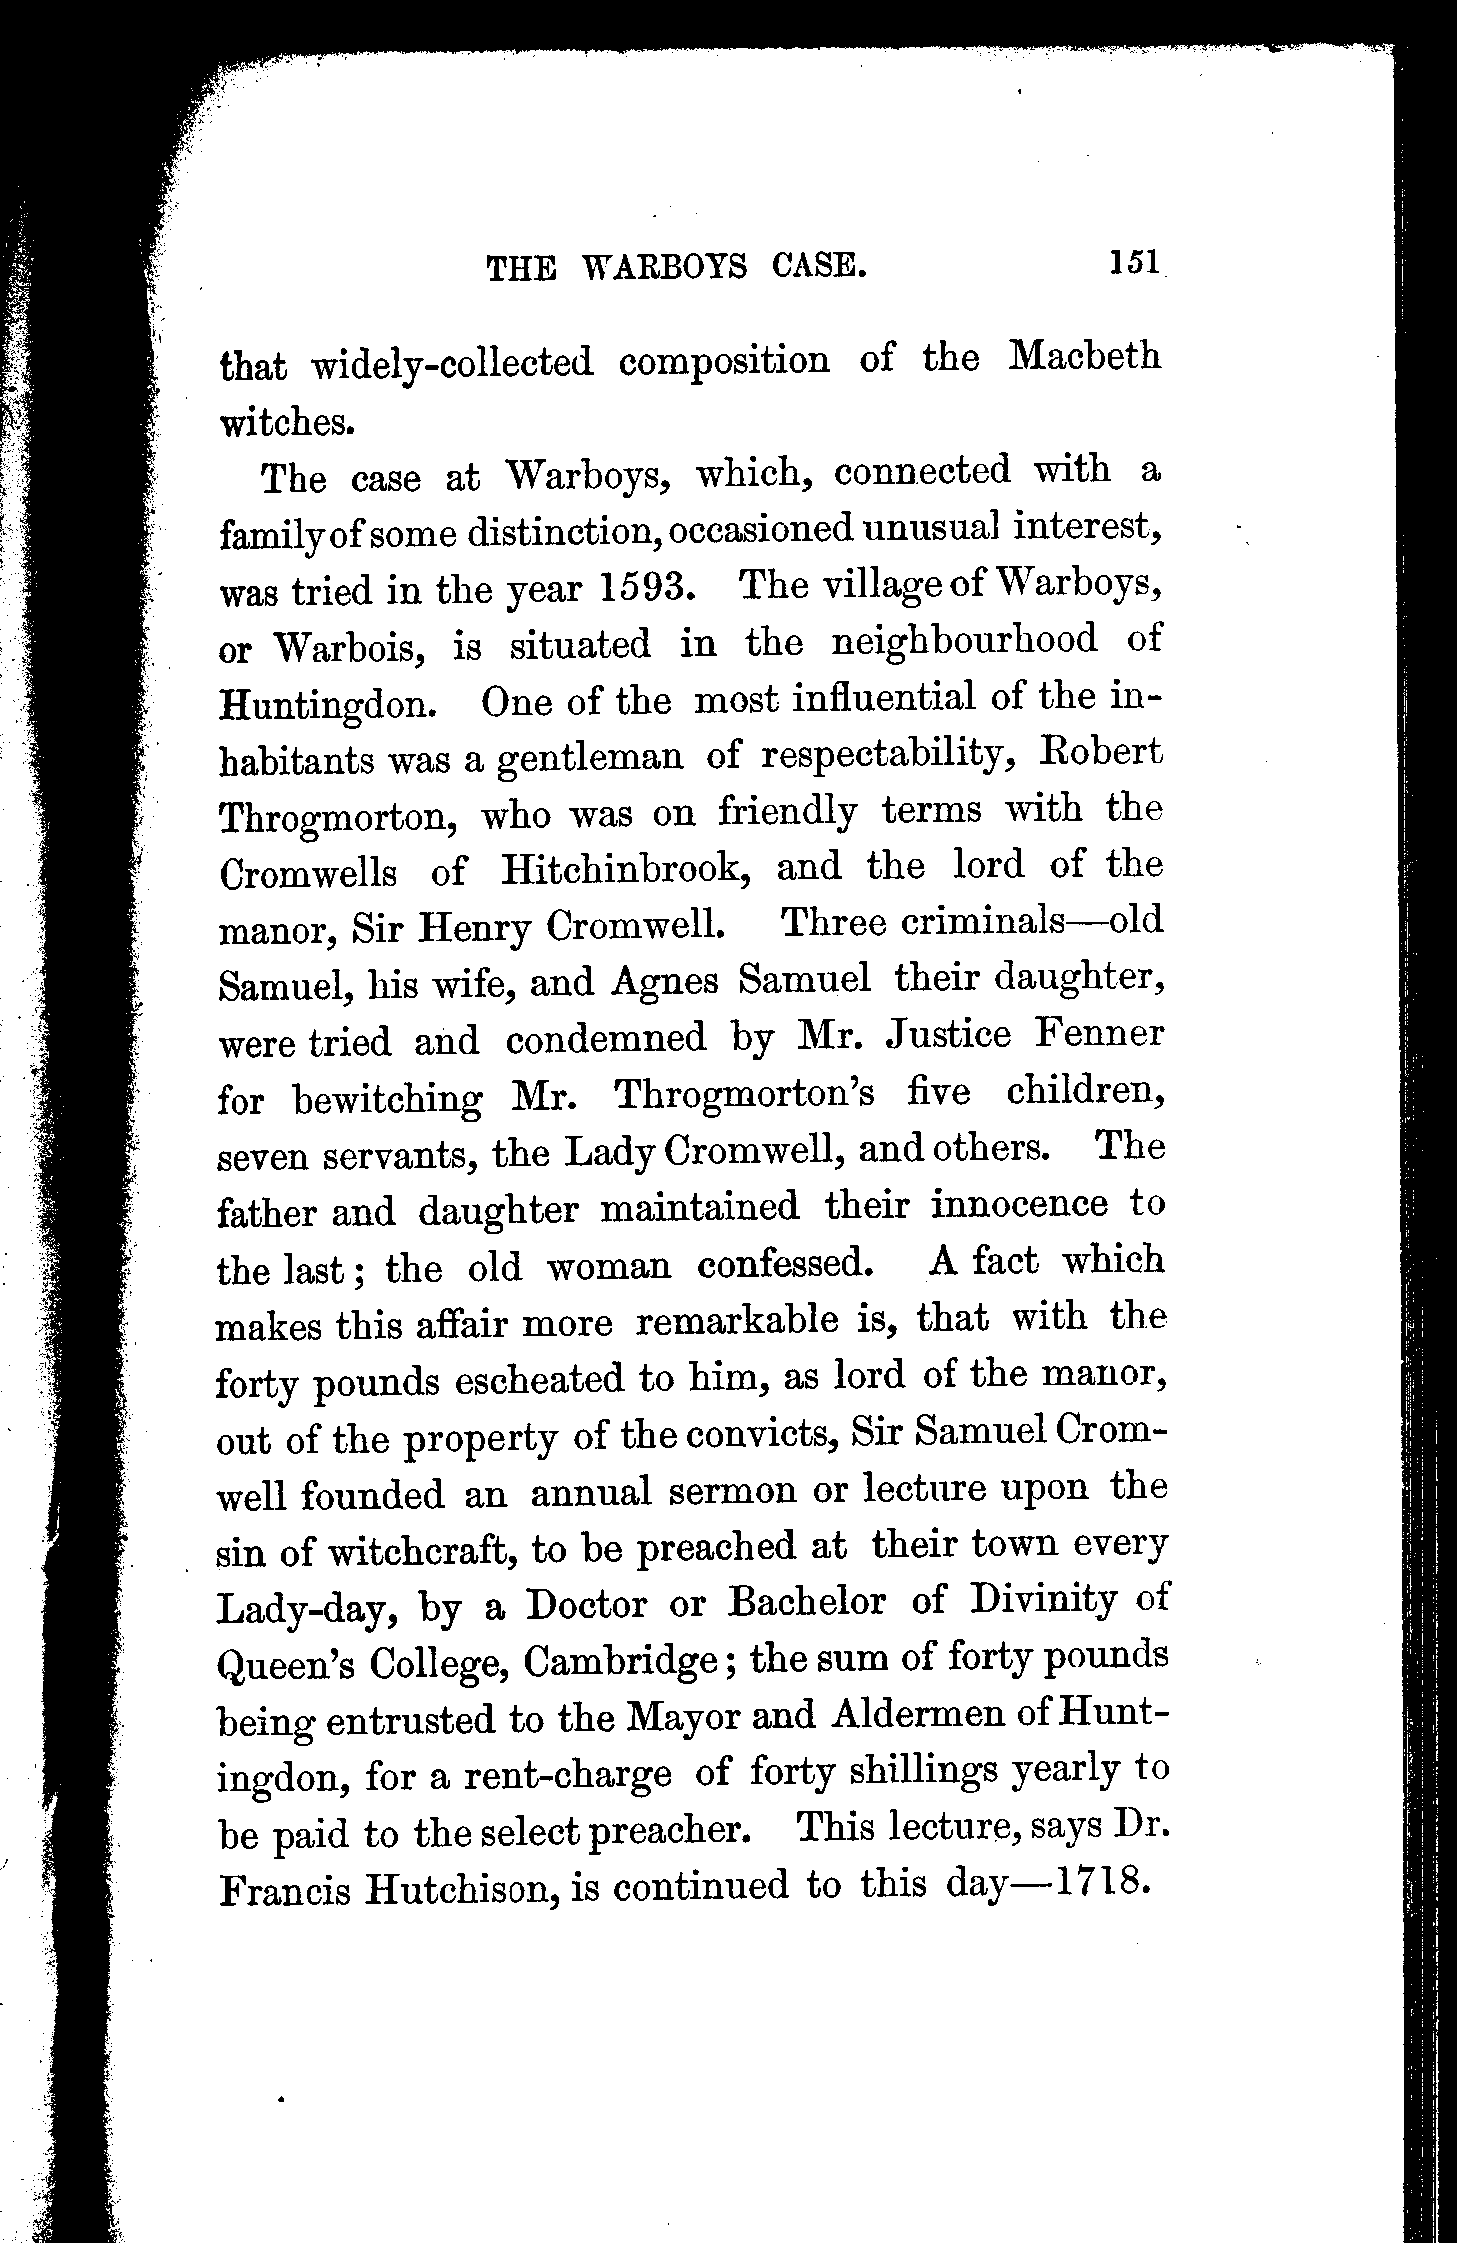 THE WARBOYS CASE. 151
that widely-collected composition of the Macbeth
witches.
The case at Warboys, which, connected with a
family of some distinction, occasioned unusual interest,
was tried in the year 1593. The village of Warboys,
or Warbois, is situated in the neighbourhood of
Huntingdon. One of the most influential of the in-
habitants was a gentleman of respectability, Robert
Throgmorton, who was on friendly terms with the
Cromwells of Hitchinbrook, and the lord of the
manor, Sir Henry Cromwell. Three criminals—old
Samuel, his wife, and Agnes Samuel their daughter,
were tried and condemned by Mr. Justice Fenner
for bewitching Mr. Throgmorton's five children,
seven servants, the Lady Cromwell, and others. The
father and daughter maintained their innocence to
the last; the old woman confessed. A fact which
makes this affair more remarkable is, that with the
forty pounds escheated to him, as lord of the manor,
out of the property of the convicts, Sir Samuel Crom-
well founded an annual sermon or lecture upon the
sin of witchcraft, to be preached at their town every
Lady-day, by a Doctor or Bachelor of Divinity of
Queen's College, Cambridge; the sum of forty pounds
being entrusted to the Mayor and Aldermen of Hunt-
ingdon, for a rent-charge of forty shillings yearly to
be paid to the select preacher. This lecture, says Dr.
Francis Hutchison, is continued to this day—1718.